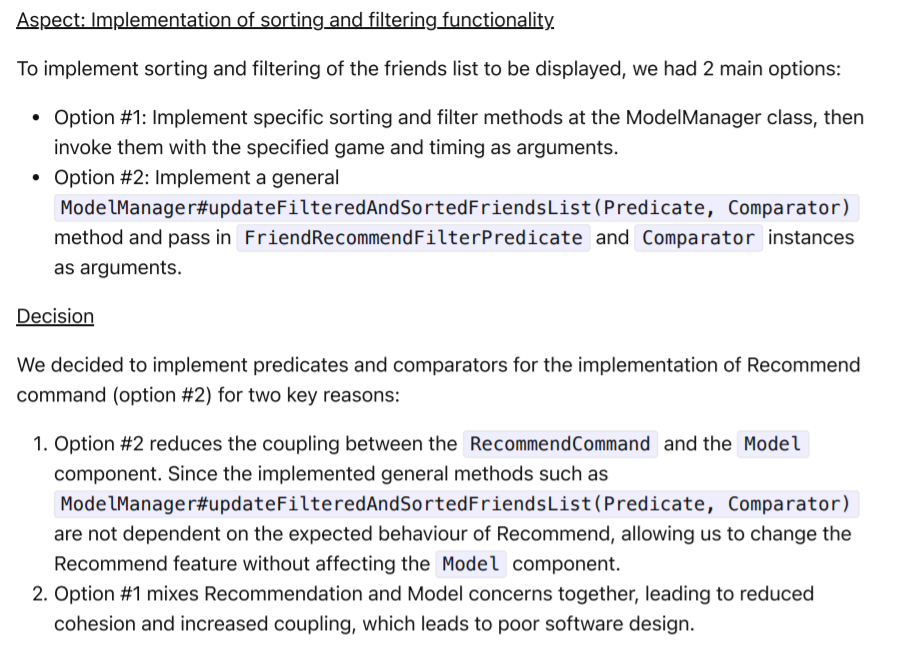 Aspect: Implementation of sorting and filtering functionality
To implement sorting and filtering of the friends list to be displayed, we had 2 main options:
• Option #1: Implement specific sorting and filter methods at the ModelManager class, then
invoke them with the specified game and timing as arguments.
• Option #2: Implement a general
ModelManager#updateFilteredAndSortedFriendsList(Predicate, Comparator)
method and pass in FriendRecommendFilterPredicate and Comparator instances
as arguments.
Decision
We decided to implement predicates and comparators for the implementation of Recommend
command (option #2) for two key reasons:
1. Option #2 reduces the coupling between the RecommendCommand and the Model
component. Since the implemented general methods such as
ModelManager#updateFilteredAndSortedFriendsList(Predicate, Comparator)
are not dependent on the expected behaviour of Recommend, allowing us to change the
Recommend feature without affecting the Model component.
2. Option #1 mixes Recommendation and Model concerns together, leading to reduced
cohesion and increased coupling, which leads to poor software design.